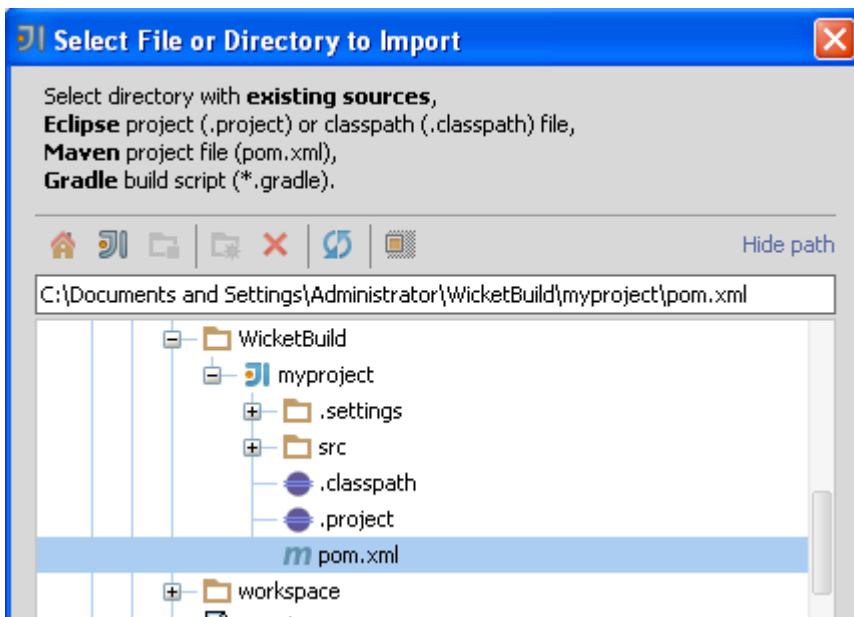 Select File or Directory to Import
Select directory with existing sources,
Eclipse project (.project) or classpath (.classpath) file,
Maven project file (pom.xml),
Gradle build script (*.gradle).
Hide path
C:\Documents and Settings\Administrator\WicketBuild\myproject\pom.xml
WicketBuild
myproject
.settings
src
.classpath
.project
pom.xml
workspace